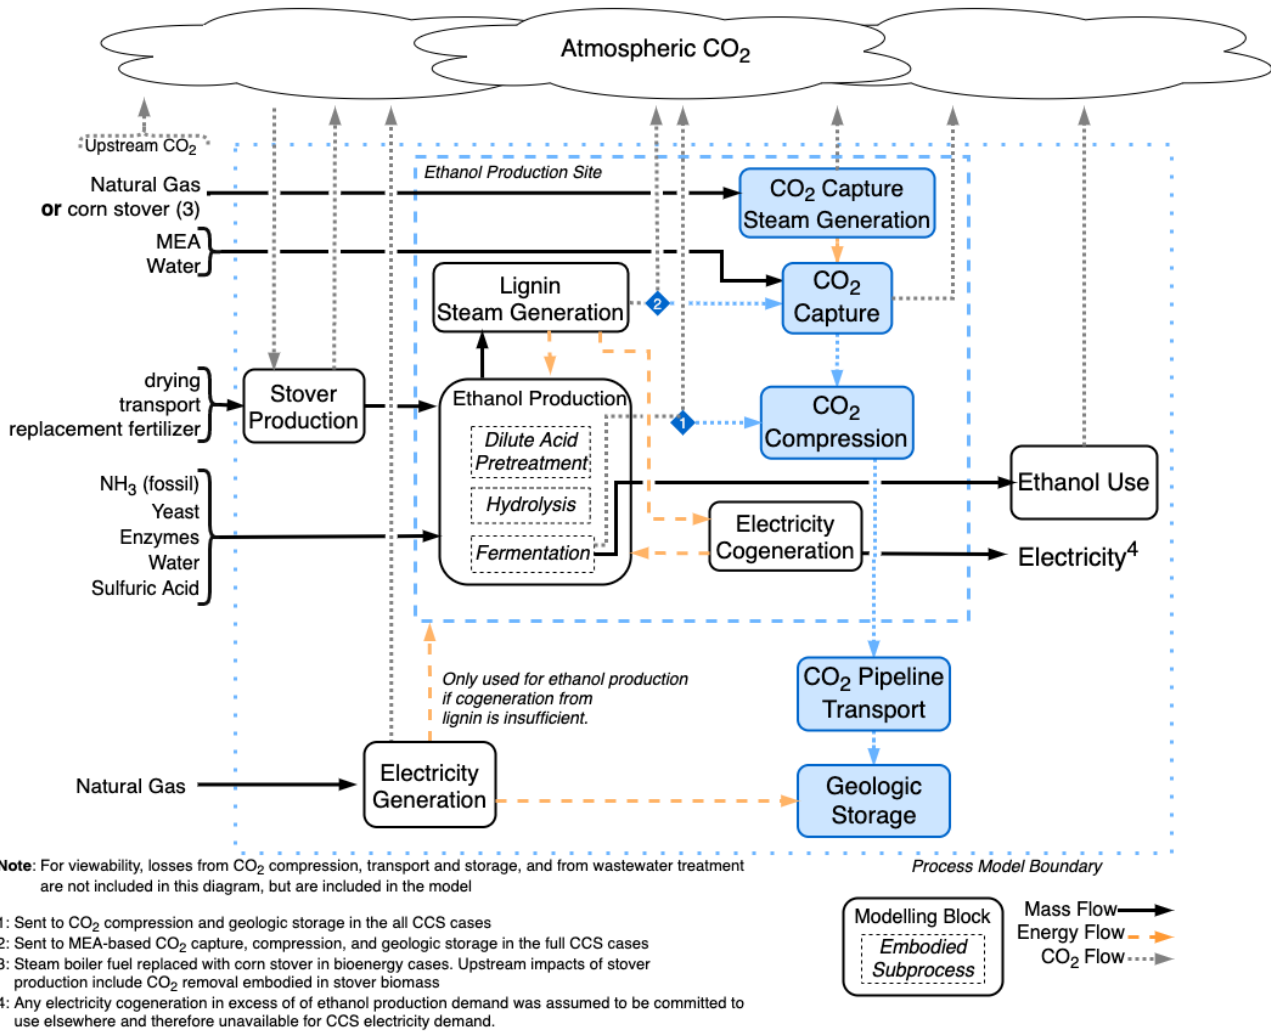 Atmospheric CO2
Upstream CO2
Ethanol Production Site
Natural Gas
or corn stover (3)
CO2 Capture
Steam Generation
MEA
Water
Lignin
Steam Generation
CO2
Capture
2
drying
transport
replacement fertilizer
Stover
Production
Ethanol Production
CO2
Compression
1
Dilute Acid
Pretreatment
Hydrolysis
Fermentation
NH3 (fossil)
Yeast
Enzymes
Water
Sulfuric Acid
Ethanol Use
Electricity
Cogeneration
Electricity4
Only used for ethanol production
if cogeneration from
lignin is insufficient.
CO2 Pipeline
Transport
Natural Gas
Electricity
Generation
Geologic
Storage
Note: For viewability, losses from CO2 compression, transport and storage, and from wastewater treatment
are not included in this diagram, but are included in the model
Process Model Boundary
1: Sent to CO2 compression and geologic storage in the all CCS cases
2: Sent to MEA-based CO2 capture, compression, and geologic storage in the full CCS cases
3: Steam boiler fuel replaced with corn stover in bioenergy cases. Upstream impacts of stover
production include CO2 removal embodied in stover biomass
4: Any electricity cogeneration in excess of of ethanol production demand was assumed to be committed to
use elsewhere and therefore unavailable for CCS electricity demand.
Modelling Block
Embodied
Subprocess
Mass Flow
Energy Flow
CO2 Flow